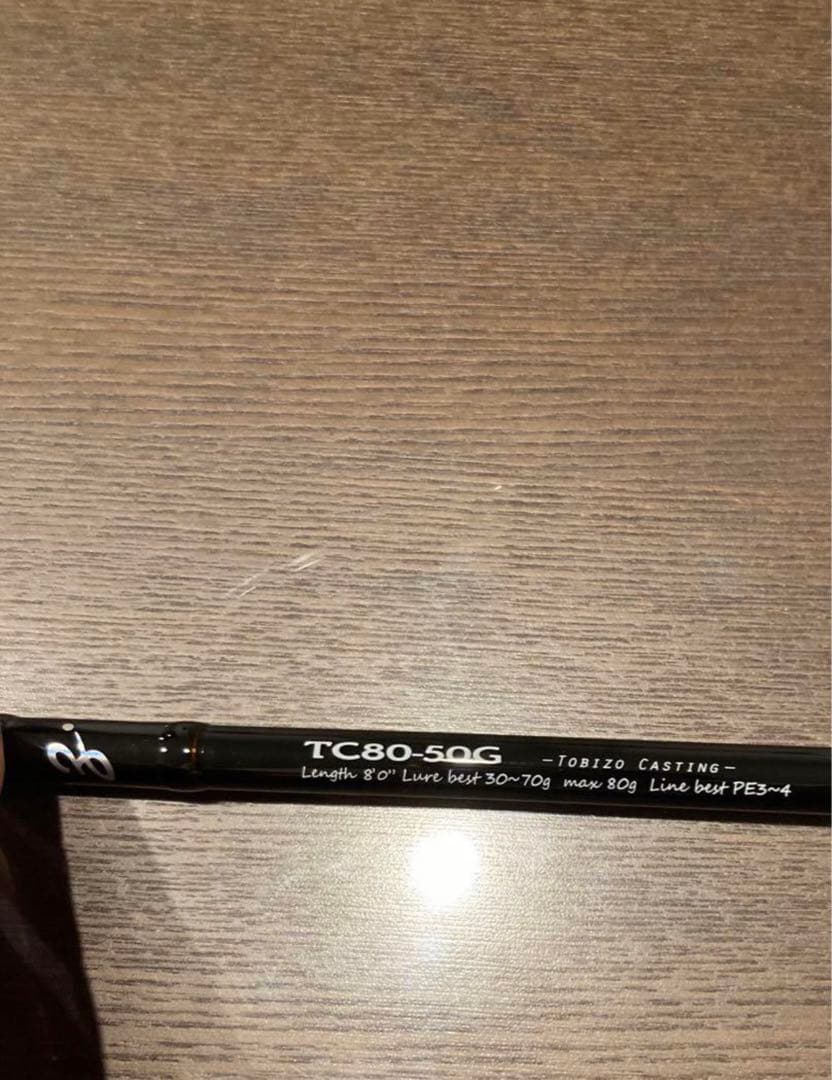 TC80-50G -TOBIZO CASTING-
Length 8'0" Lure best 30~70g max 80g Line best PE3~4